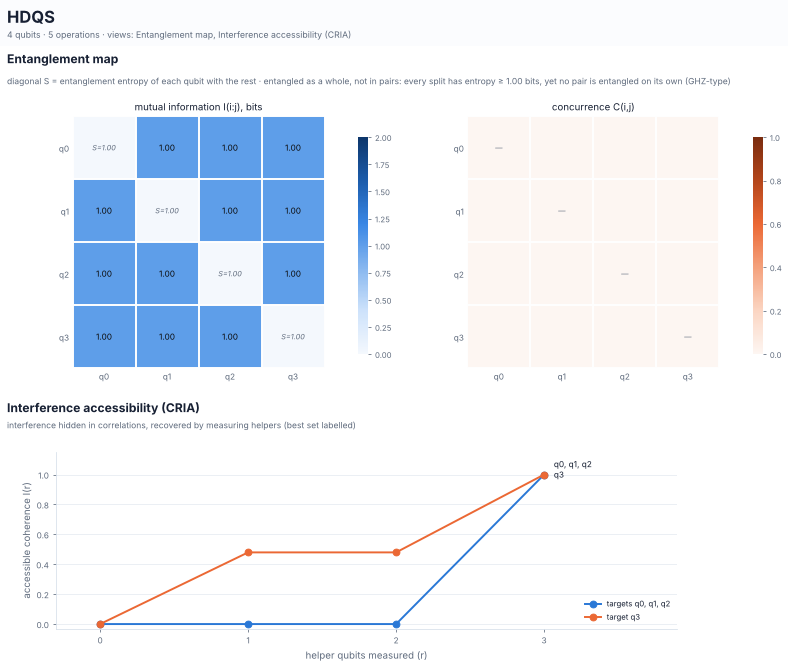 HDQS
4 qubits · 5 operations · views: Entanglement map, Interference accessibility (CRIA)
Entanglement map
diagonal S = entanglement entropy of each qubit with the rest · entangled as a whole, not in pairs: every split has entropy ≥ 1.00 bits, yet no pair is entangled on its own (GHZ-type)
mutual information I(i:j), bits
q0 S=1.00 1.00 1.00 1.00
q1 1.00 S=1.00 1.00 1.00
q2 1.00 1.00 S=1.00 1.00
q3 1.00 1.00 1.00 S=1.00
q0 q1 q2 q3
2.00
1.75
1.50
1.25
1.00
0.75
0.50
0.25
0.00
concurrence C(i,j)
q0 —
q1 —
q2 —
q3 —
q0 q1 q2 q3
1.0
0.8
0.6
0.4
0.2
0.0
Interference accessibility (CRIA)
interference hidden in correlations, recovered by measuring helpers (best set labelled)
accessible coherence I(r)
1.0
0.8
0.6
0.4
0.2
0.0
q0, q1, q2
q3
targets q0, q1, q2
target q3
0 1 2 3
helper qubits measured (r)